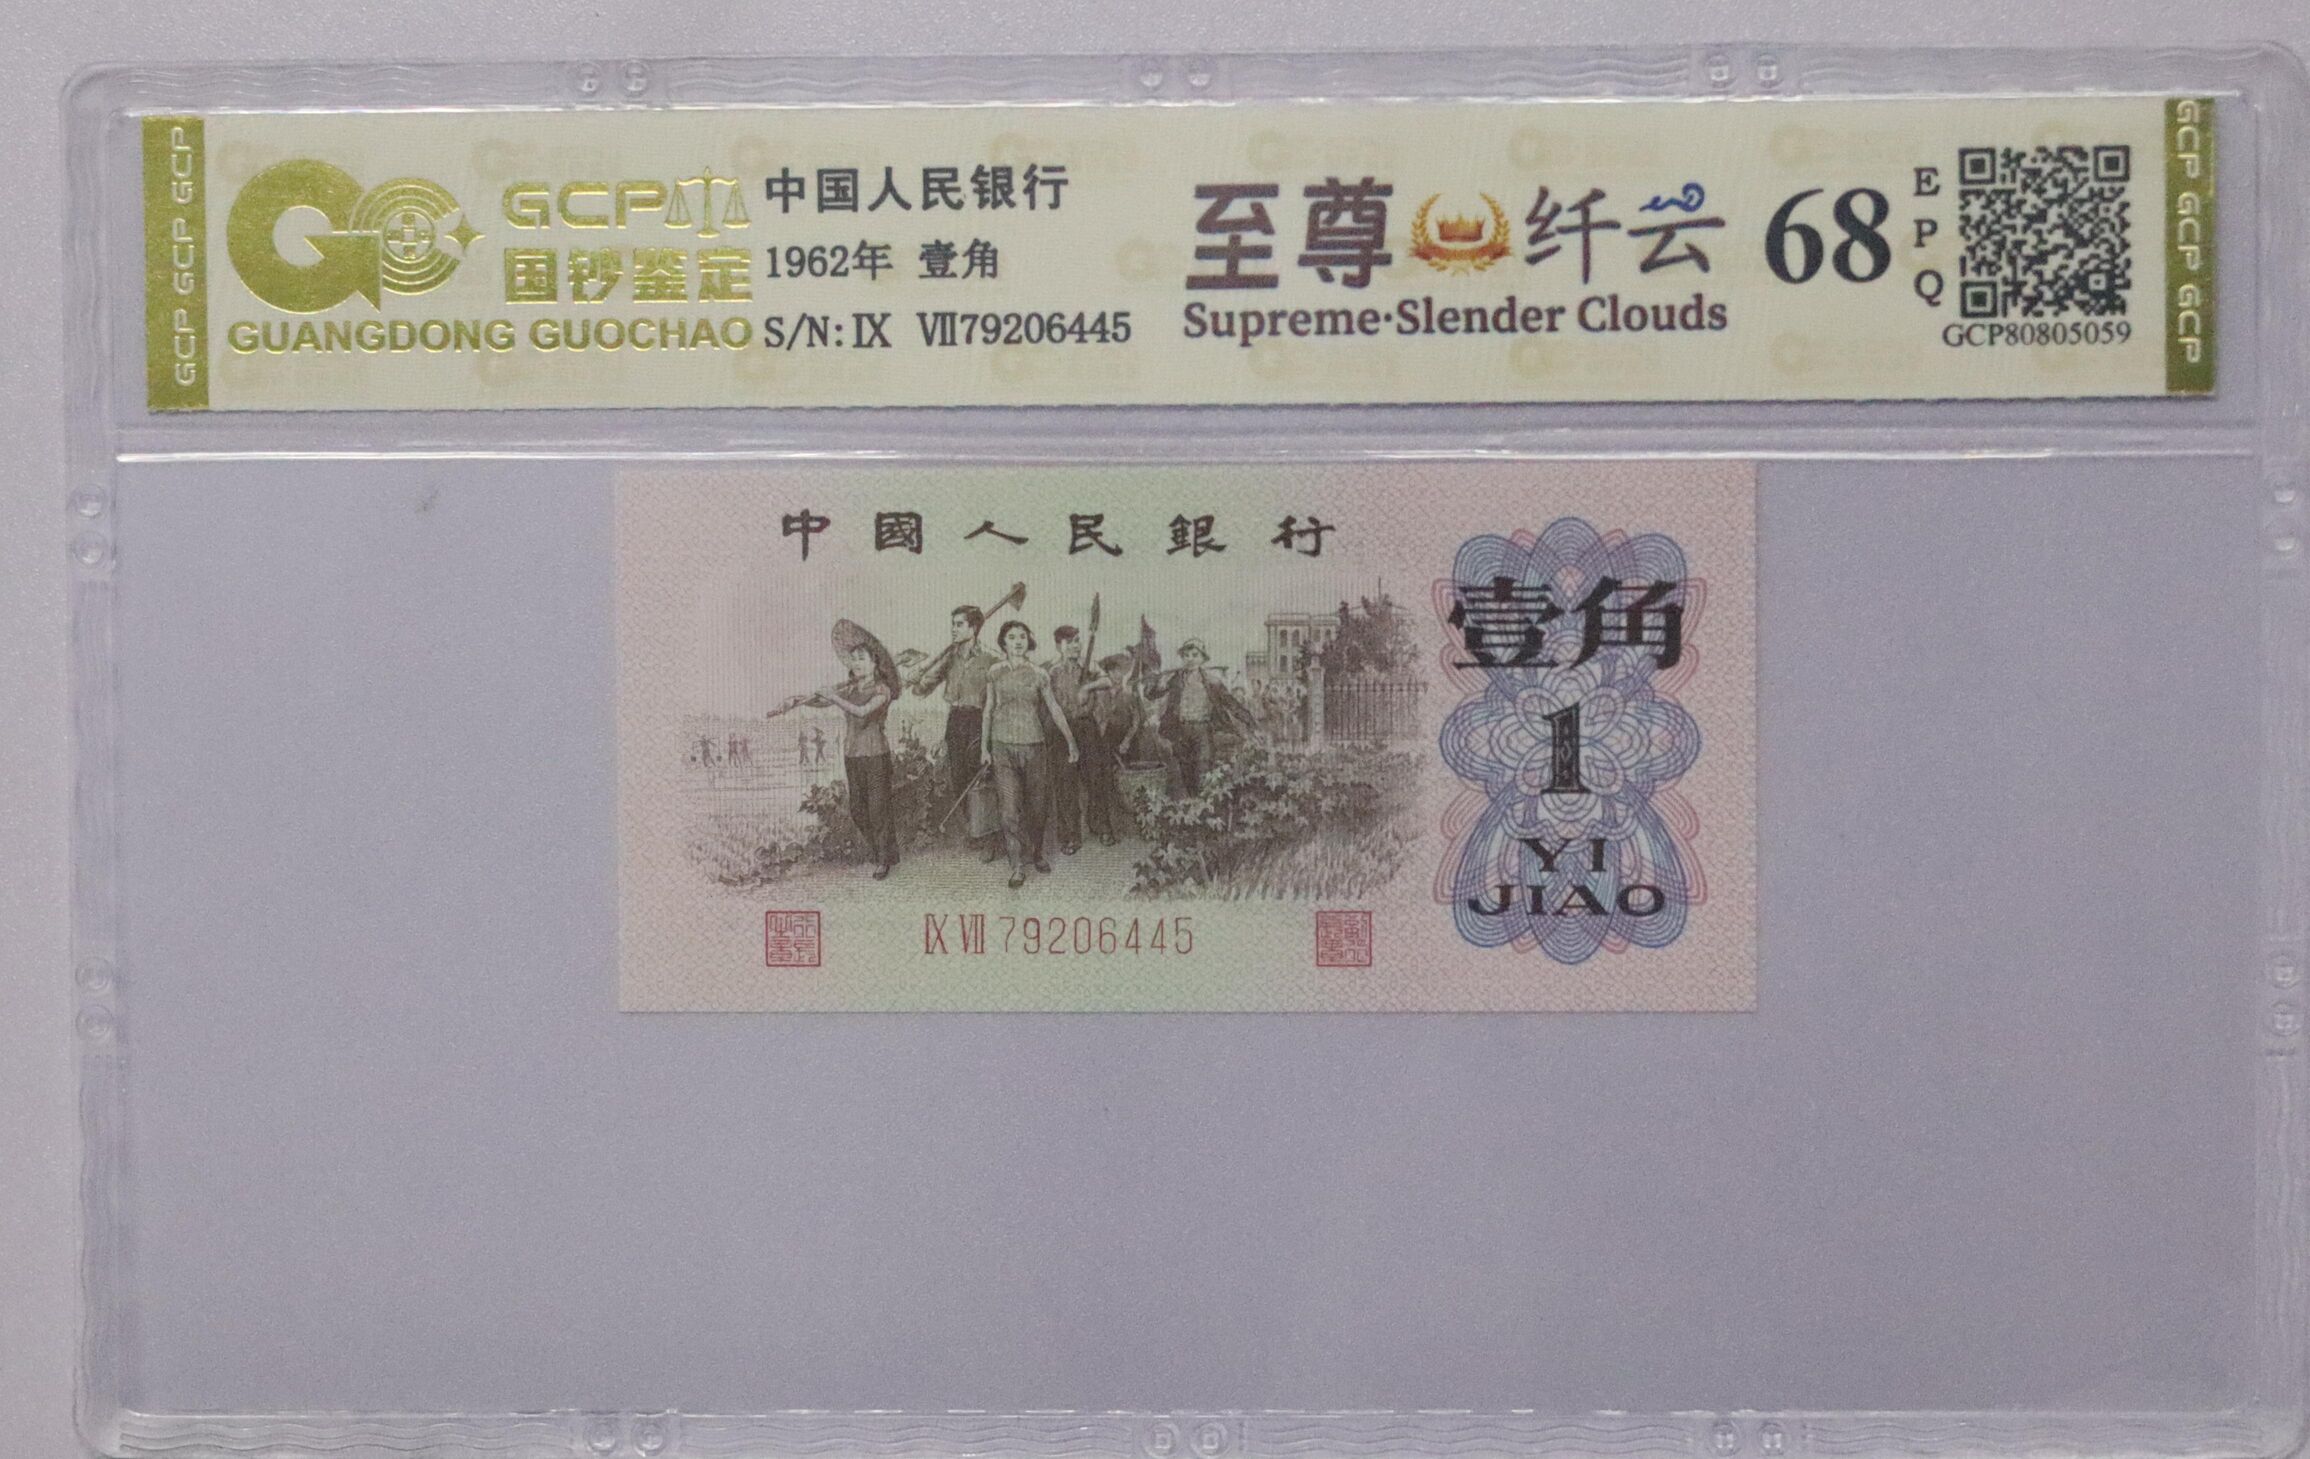 GCP GCP GCP
GCP
国钞鉴定
GUANGDONG GUOCHAO
中国人民银行
1962年 壹角
S/N: IX VII79206445
至尊 纤云
Supreme·Slender Clouds
68
EPQ
GCP80805059
GCP GCP GCP
中國人民銀行
壹角
1
YI
JIAO
IX VII 79206445